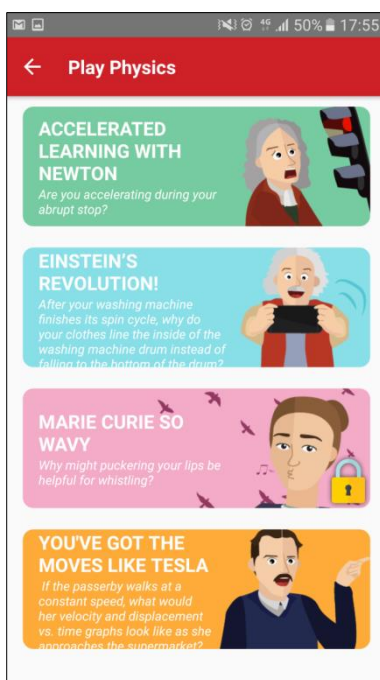 4G 50% 17:55
Play Physics
ACCELERATED
LEARNING WITH
NEWTON
Are you accelerating during your
abrupt stop?
EINSTEIN'S
REVOLUTION!
After your washing machine
finishes its spin cycle, why do
your clothes line the inside of the
washing machine drum instead of
falling to the bottom of the drum?
MARIE CURIE SO
WAVY
Why might puckering your lips be
helpful for whistling?
YOU'VE GOT THE
MOVES LIKE TESLA
If the passerby walks at a
constant speed, what would
her velocity and displacement
vs. time graphs look like as she
approaches the supermarket?